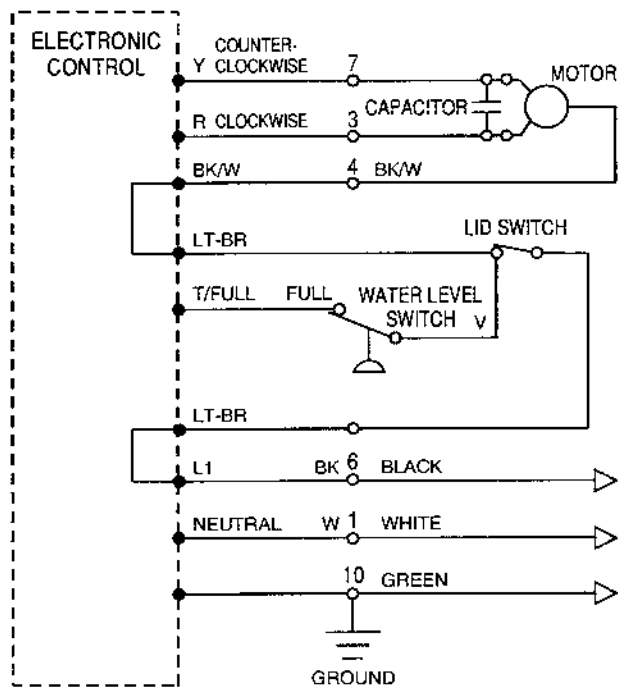 ELECTRONIC
CONTROL
COUNTER-
Y CLOCKWISE 7
MOTOR
CAPACITOR
R CLOCKWISE 3
BK/W 4 BK/W
LT-BR
LID SWITCH
T/FULL FULL
WATER LEVEL
SWITCH V
LT-BR
L1 BK 6 BLACK
NEUTRAL W 1 WHITE
10 GREEN
GROUND